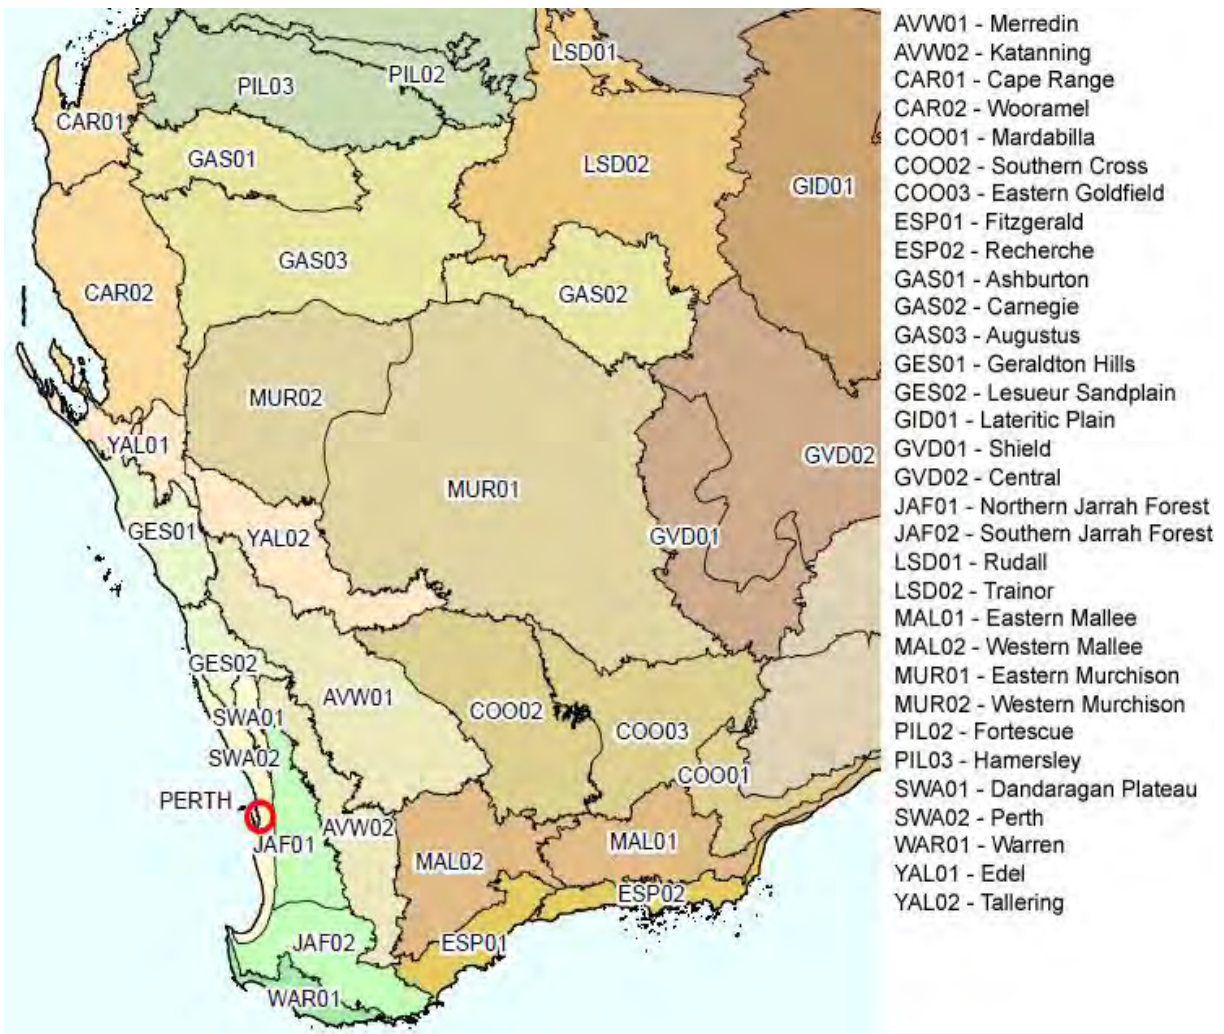 LSD01
PIL02
PIL03
CAR01
GAS01
LSD02
GID01
GAS03
CAR02
GAS02
MUR02
YAL01
GVD02
MUR01
GES01
YAL02
GVD01
GES02
AVW01
SWA01
COO02
COO03
SWA02
COO01
PERTH
AVW02
JAF01
MAL01
MAL02
ESP02
JAF02
ESP01
WAR01
AVW01 - Merredin
AVW02 - Katanning
CAR01 - Cape Range
CAR02 - Wooramel
COO01 - Mardabilla
COO02 - Southern Cross
COO03 - Eastern Goldfield
ESP01 - Fitzgerald
ESP02 - Recherche
GAS01 - Ashburton
GAS02 - Carnegie
GAS03 - Augustus
GES01 - Geraldton Hills
GES02 - Lesueur Sandplain
GID01 - Lateritic Plain
GVD01 - Shield
GVD02 - Central
JAF01 - Northern Jarrah Forest
JAF02 - Southern Jarrah Forest
LSD01 - Rudall
LSD02 - Trainor
MAL01 - Eastern Mallee
MAL02 - Western Mallee
MUR01 - Eastern Murchison
MUR02 - Western Murchison
PIL02 - Fortescue
PIL03 - Hamersley
SWA01 - Dandaragan Plateau
SWA02 - Perth
WAR01 - Warren
YAL01 - Edel
YAL02 - Tallering